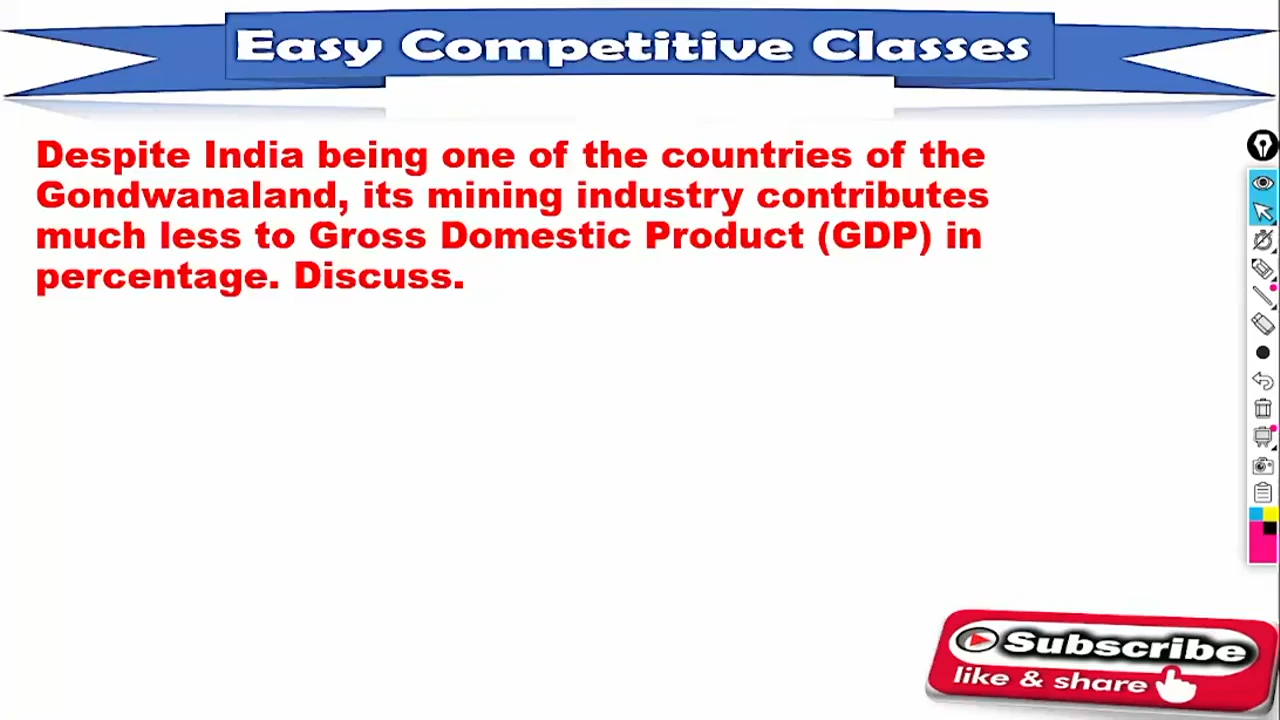 Easy Competitive Classes
Despite India being one of the countries of the
Gondwanaland, its mining industry contributes
much less to Gross Domestic Product (GDP) in
percentage. Discuss.
Subscribe
like & share